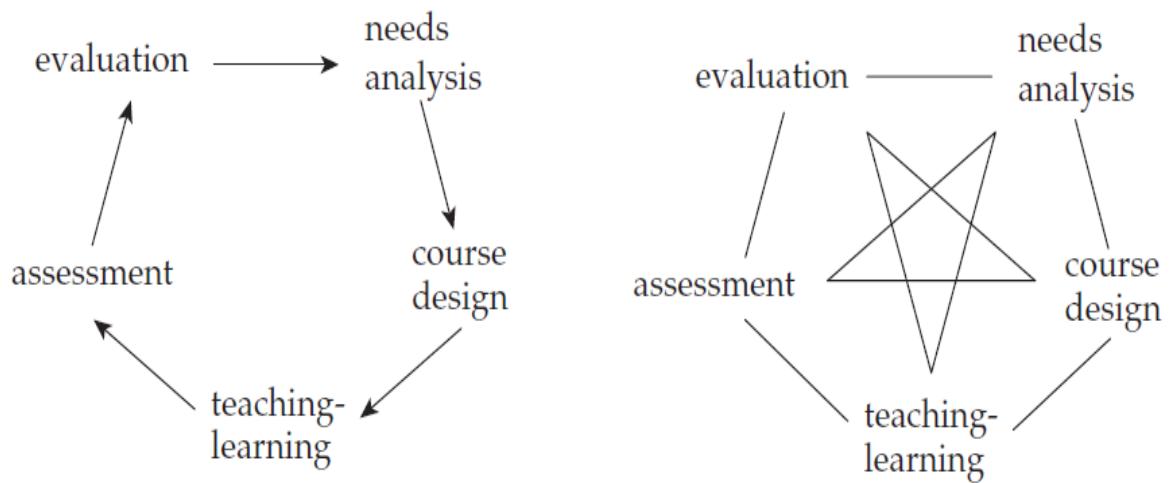 evaluation
needs
analysis
course
design
teaching-
learning
assessment
evaluation
needs
analysis
course
design
teaching-
learning
assessment